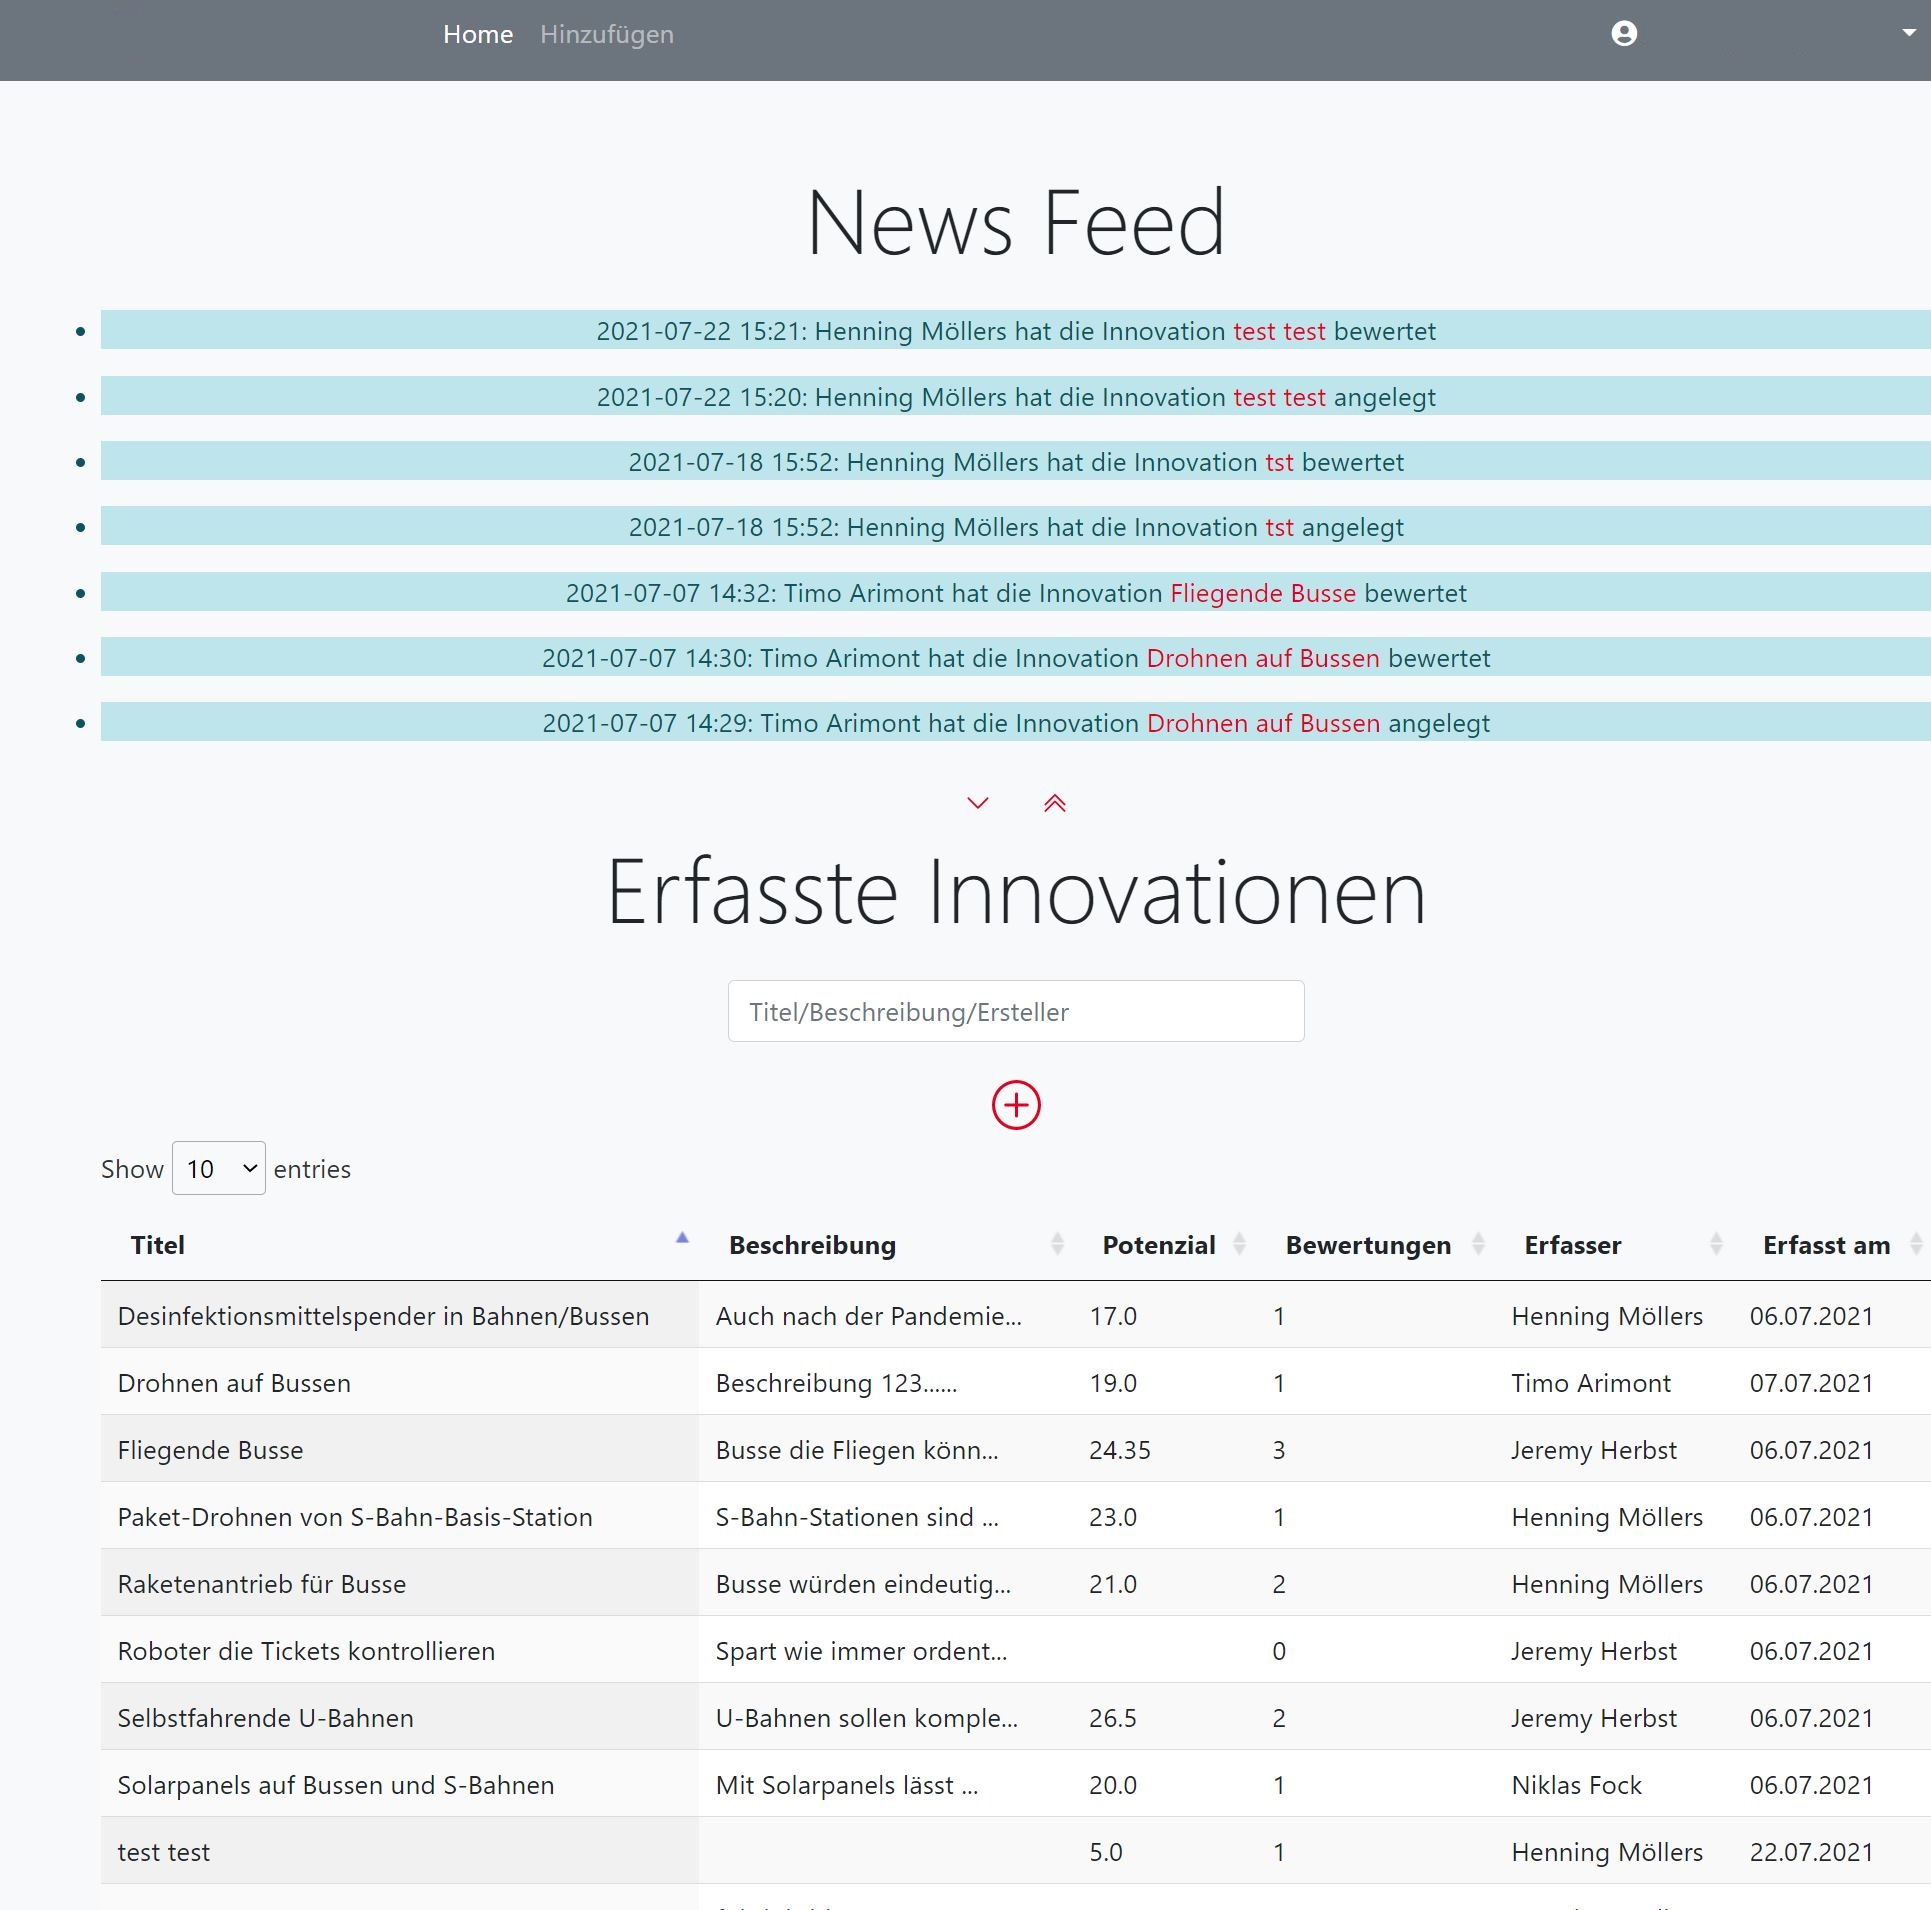 Home Hinzufügen
News Feed
2021-07-22 15:21: Henning Möllers hat die Innovation test test bewertet
2021-07-22 15:20: Henning Möllers hat die Innovation test test angelegt
2021-07-18 15:52: Henning Möllers hat die Innovation tst bewertet
2021-07-18 15:52: Henning Möllers hat die Innovation tst angelegt
2021-07-07 14:32: Timo Arimont hat die Innovation Fliegende Busse bewertet
2021-07-07 14:30: Timo Arimont hat die Innovation Drohnen auf Bussen bewertet
2021-07-07 14:29: Timo Arimont hat die Innovation Drohnen auf Bussen angelegt
Erfasste Innovationen
Titel/Beschreibung/Ersteller
Show 10 entries
Titel Beschreibung Potenzial Bewertungen Erfasser Erfasst am
Desinfektionsmittelspender in Bahnen/Bussen Auch nach der Pandemie... 17.0 1 Henning Möllers 06.07.2021
Drohnen auf Bussen Beschreibung 123...... 19.0 1 Timo Arimont 07.07.2021
Fliegende Busse Busse die Fliegen könn... 24.35 3 Jeremy Herbst 06.07.2021
Paket-Drohnen von S-Bahn-Basis-Station S-Bahn-Stationen sind ... 23.0 1 Henning Möllers 06.07.2021
Raketenantrieb für Busse Busse würden eindeutig... 21.0 2 Henning Möllers 06.07.2021
Roboter die Tickets kontrollieren Spart wie immer ordent... 0 Jeremy Herbst 06.07.2021
Selbstfahrende U-Bahnen U-Bahnen sollen komple... 26.5 2 Jeremy Herbst 06.07.2021
Solarpanels auf Bussen und S-Bahnen Mit Solarpanels lässt ... 20.0 1 Niklas Fock 06.07.2021
test test 5.0 1 Henning Möllers 22.07.2021